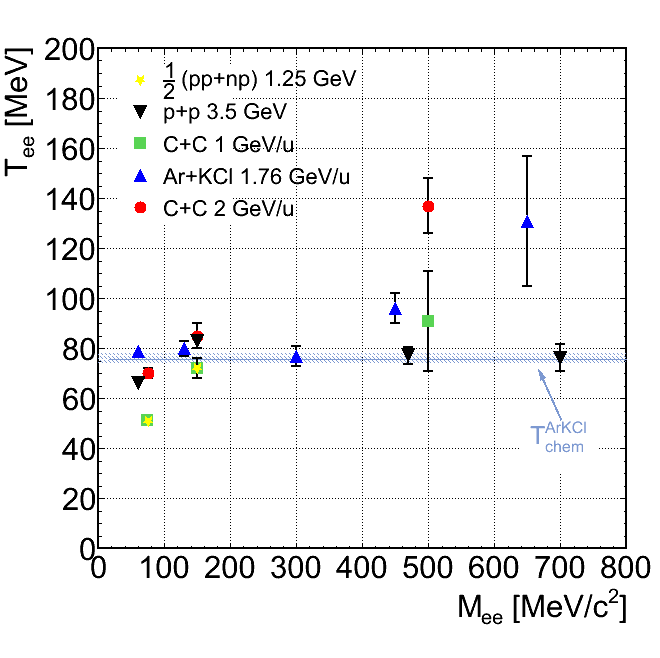 T_ee [MeV]
200
180
160
140
120
100
80
60
40
20
0
1/2 (pp+np) 1.25 GeV
p+p 3.5 GeV
C+C 1 GeV/u
Ar+KCl 1.76 GeV/u
C+C 2 GeV/u
T_chem^ArKCl
0 100 200 300 400 500 600 700 800
M_ee [MeV/c²]